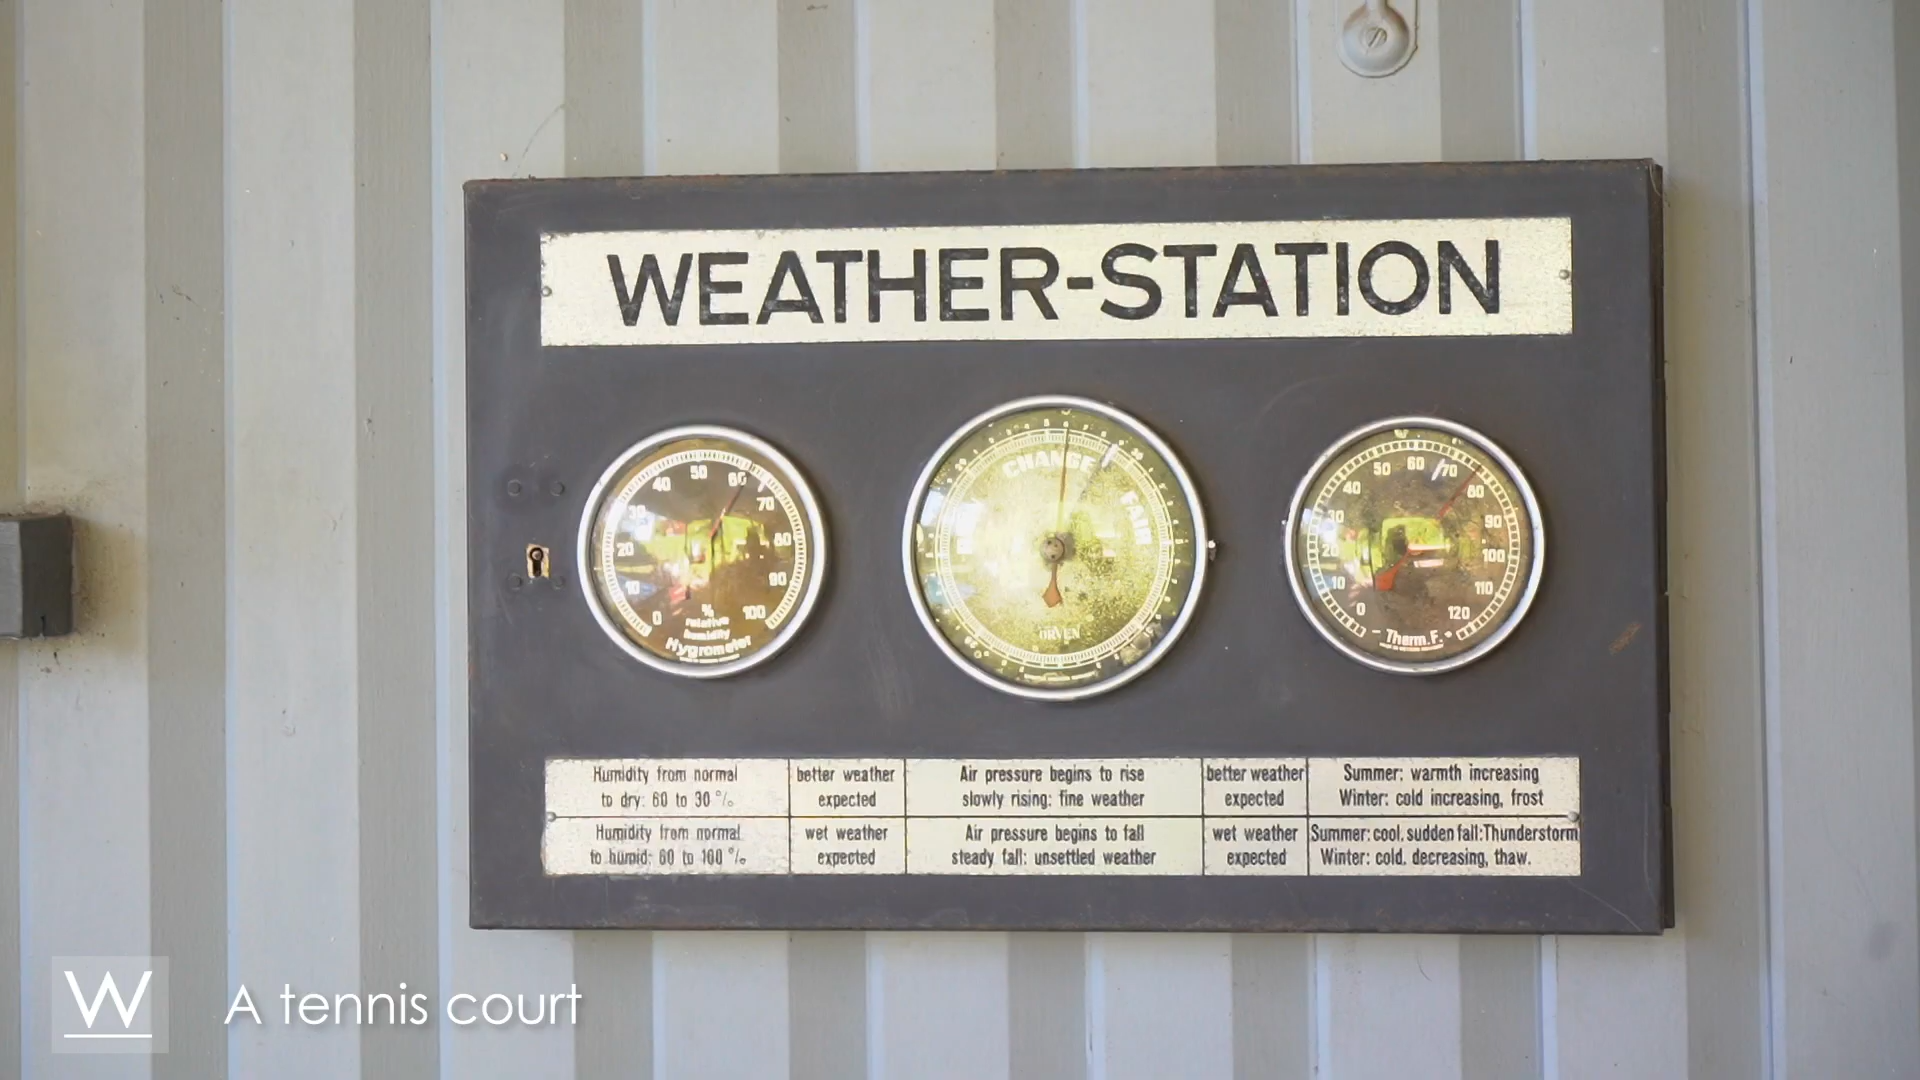 WEATHER-STATION
0 10 20 30 40 50 60 70 80 90 100
%
relative
humidity
Hygrometer
CHANGE
FAIR
0 10 20 30 40 50 60 70 80 90 100 110 120
- Therm. F. +
Humidity from normal
to dry: 60 to 30 %
better weather
expected
Air pressure begins to rise
slowly rising: fine weather
better weather
expected
Summer: warmth increasing
Winter: cold increasing, frost
Humidity from normal
to humid: 60 to 100 %
wet weather
expected
Air pressure begins to fall
steady fall: unsettled weather
wet weather
expected
Summer: cool, sudden fall: Thunderstorm
Winter: cold, decreasing, thaw.
W
A tennis court